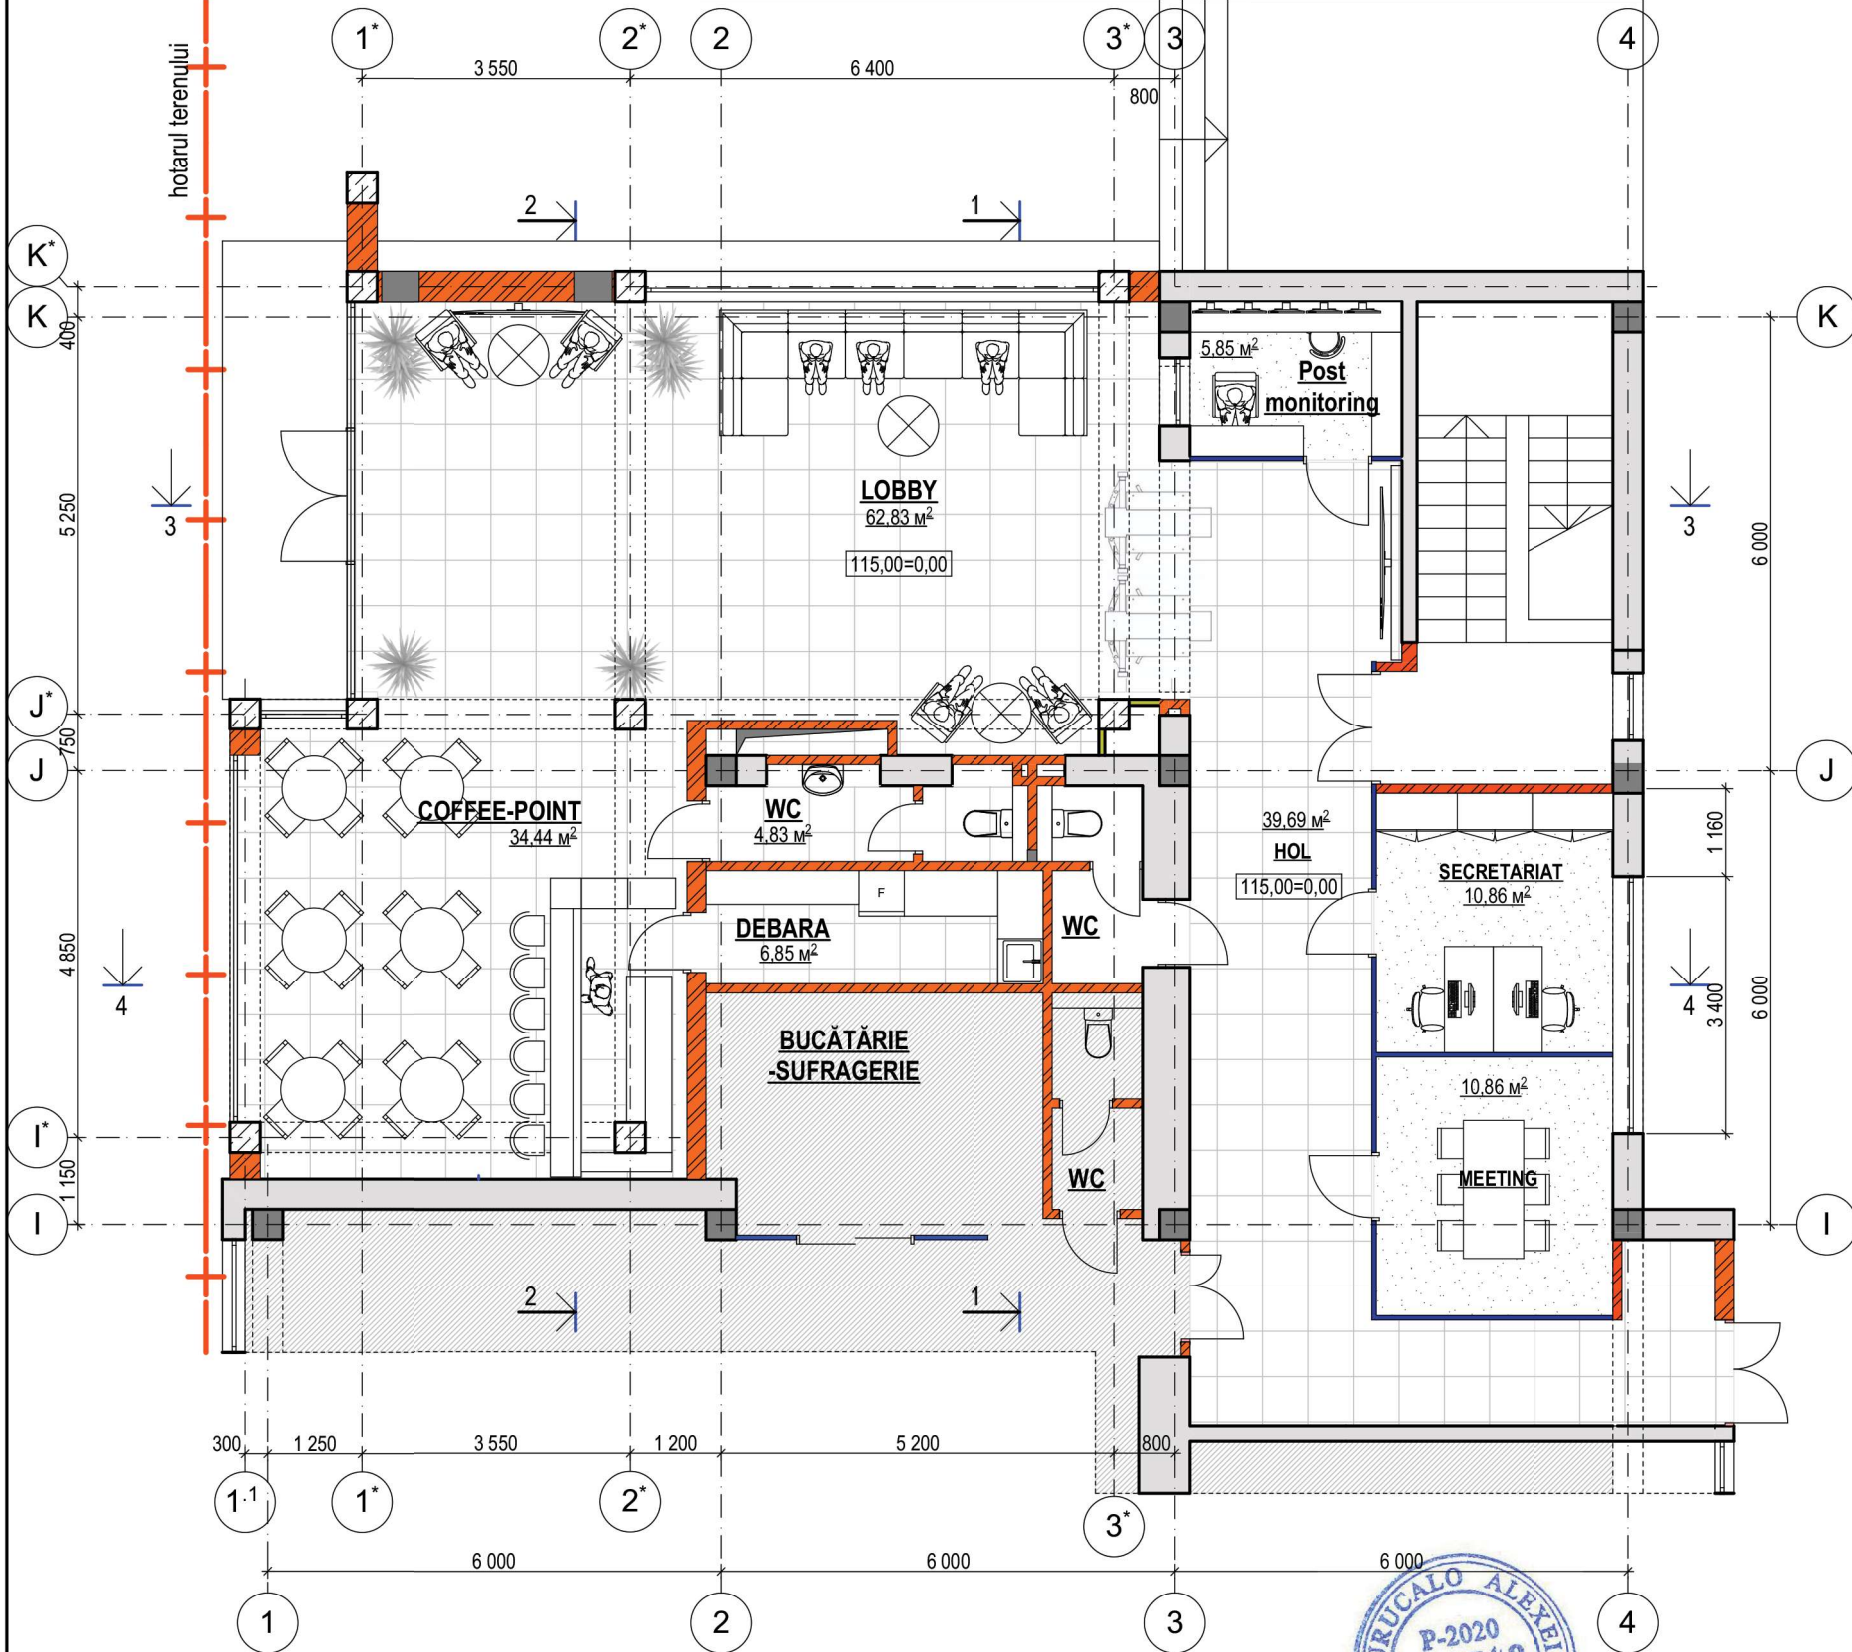 1* 2* 2 3* 3 4
3 550 6 400
800
hotarul terenului
2 1
K*
K K
400
5,85 м²
Post
monitoring
LOBBY
62,83 м²
115,00=0,00
5 250
3 3
6 000
J*
750
J J
COFFEE-POINT
34,44 м²
WC
4,83 м²
39,69 м²
HOL
115,00=0,00
1 160
SECRETARIAT
10,86 м²
F
DEBARA
6,85 м²
WC
4 850
4 4
3 400
6 000
BUCĂTĂRIE
-SUFRAGERIE
10,86 м²
I*
1 150
WC
MEETING
I I
2 1
300 1 250 3 550 1 200 5 200 800
1.1 1* 2* 3*
6 000 6 000 6 000
1 2 3 4
ALEXEI
P-2020